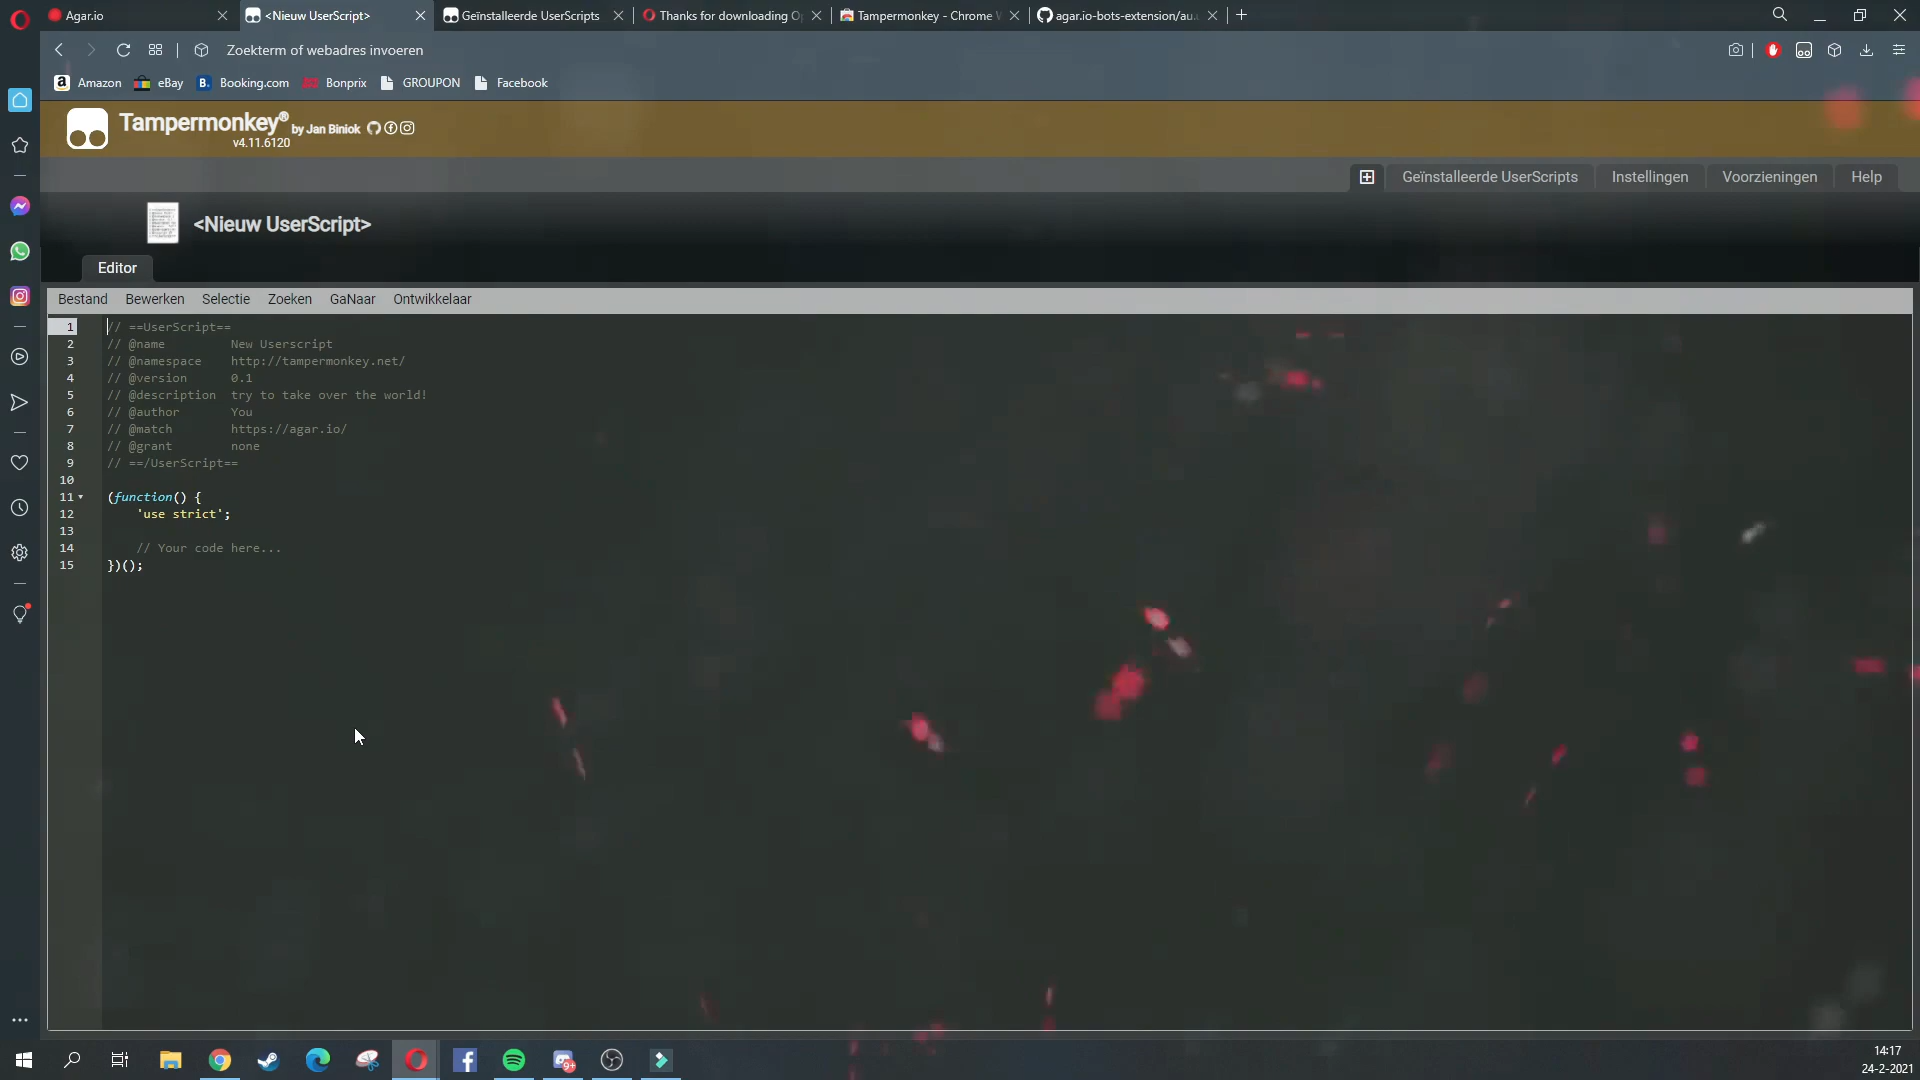 Agar.io
<Nieuw UserScript>
Geïnstalleerde UserScripts
Thanks for downloading O
Tampermonkey - Chrome
agar.io-bots-extension/au
Zoekterm of webadres invoeren
Amazon
eBay
Booking.com
Bonprix
GROUPON
Facebook
Tampermonkey® by Jan Biniok
v4.11.6120
Geïnstalleerde UserScripts
Instellingen
Voorzieningen
Help
<Nieuw UserScript>
Editor
Bestand Bewerken Selectie Zoeken GaNaar Ontwikkelaar
1 // ==UserScript==
2 // @name New Userscript
3 // @namespace http://tampermonkey.net/
4 // @version 0.1
5 // @description try to take over the world!
6 // @author You
7 // @match https://agar.io/
8 // @grant none
9 // ==/UserScript==
10
11 (function() {
12 'use strict';
13
14 // Your code here...
15 })();
9+
14:17
24-2-2021